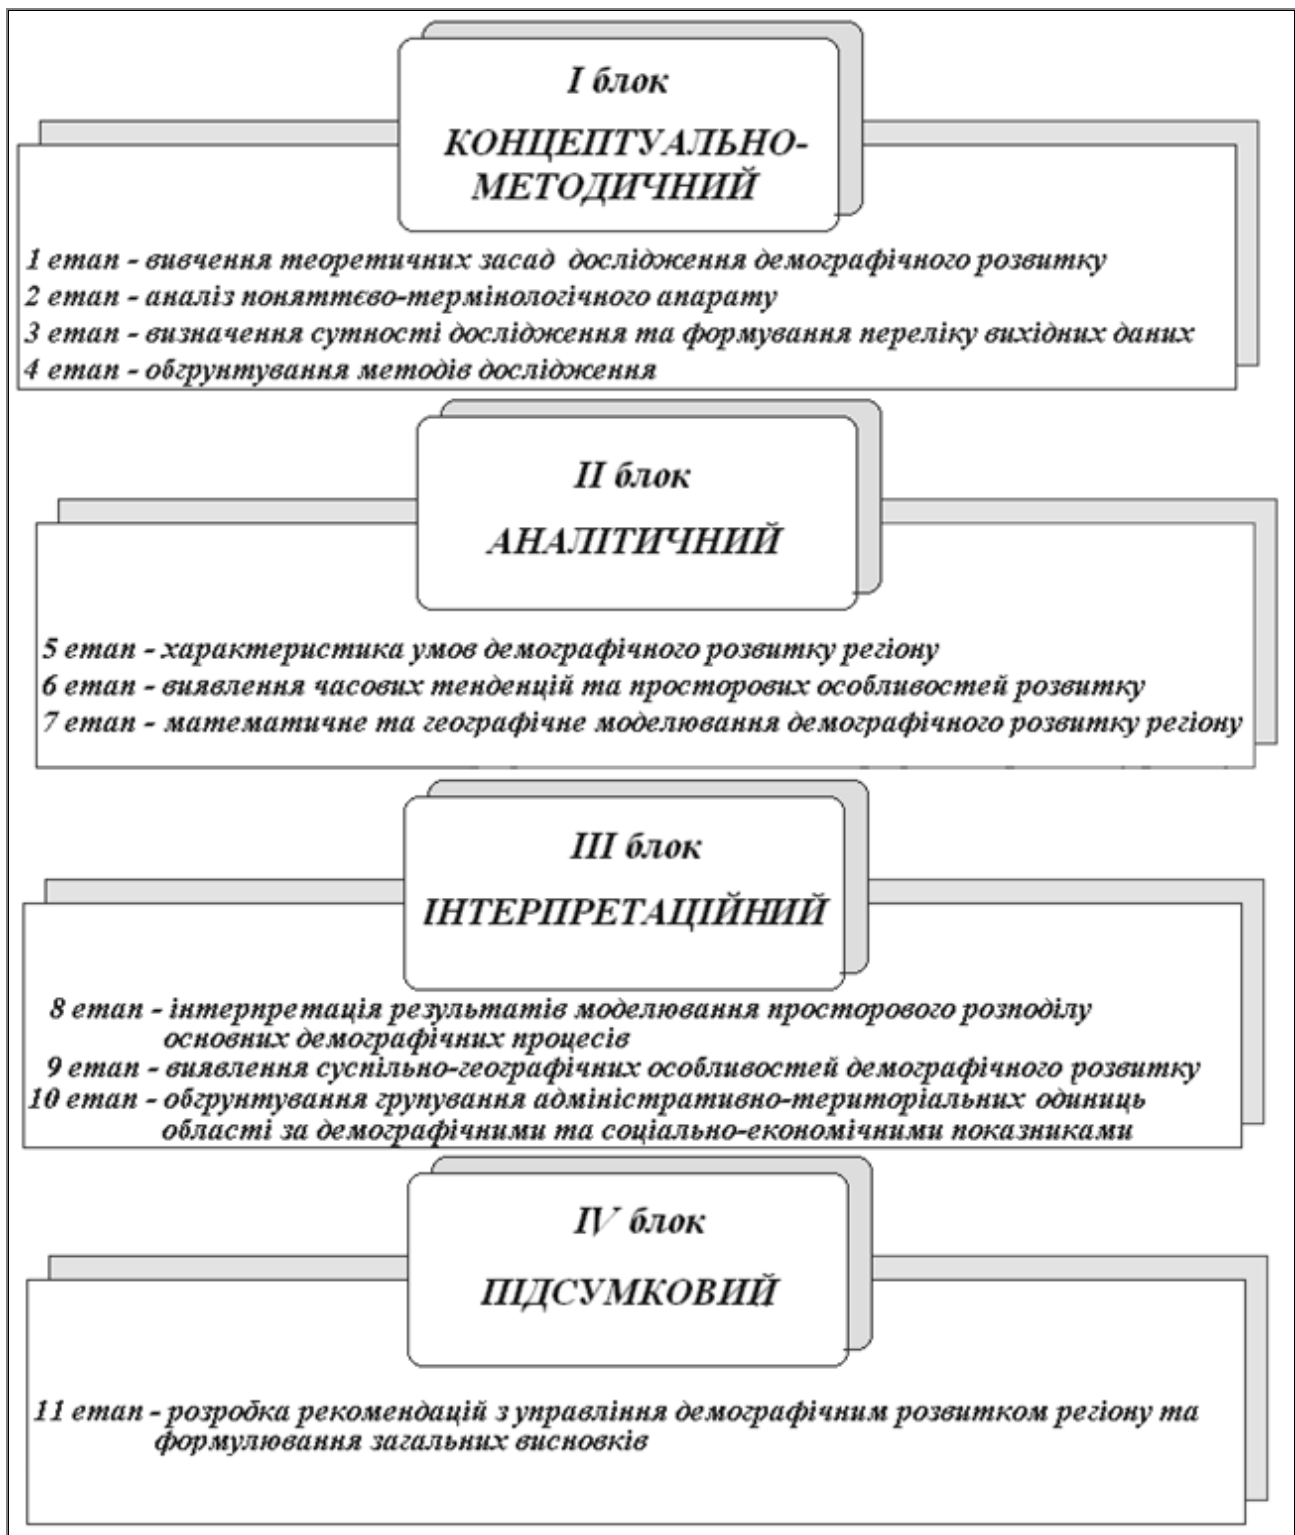 I блок
КОНЦЕПТУАЛЬНО-
МЕТОДИЧНИЙ
1 етап - вивчення теоретичних засад дослідження демографічного розвитку
2 етап - аналіз поняттєво-термінологічного апарату
3 етап - визначення сутності дослідження та формування переліку вихідних даних
4 етап - обґрунтування методів дослідження
II блок
АНАЛІТИЧНИЙ
5 етап - характеристика умов демографічного розвитку регіону
6 етап - виявлення часових тенденцій та просторових особливостей розвитку
7 етап - математичне та географічне моделювання демографічного розвитку регіону
III блок
ІНТЕРПРЕТАЦІЙНИЙ
8 етап - інтерпретація результатів моделювання просторового розподілу
основних демографічних процесів
9 етап - виявлення суспільно-географічних особливостей демографічного розвитку
10 етап - обґрунтування групування адміністративно-територіальних одиниць
області за демографічними та соціально-економічними показниками
IV блок
ПІДСУМКОВИЙ
11 етап - розробка рекомендацій з управління демографічним розвитком регіону та
формулювання загальних висновків